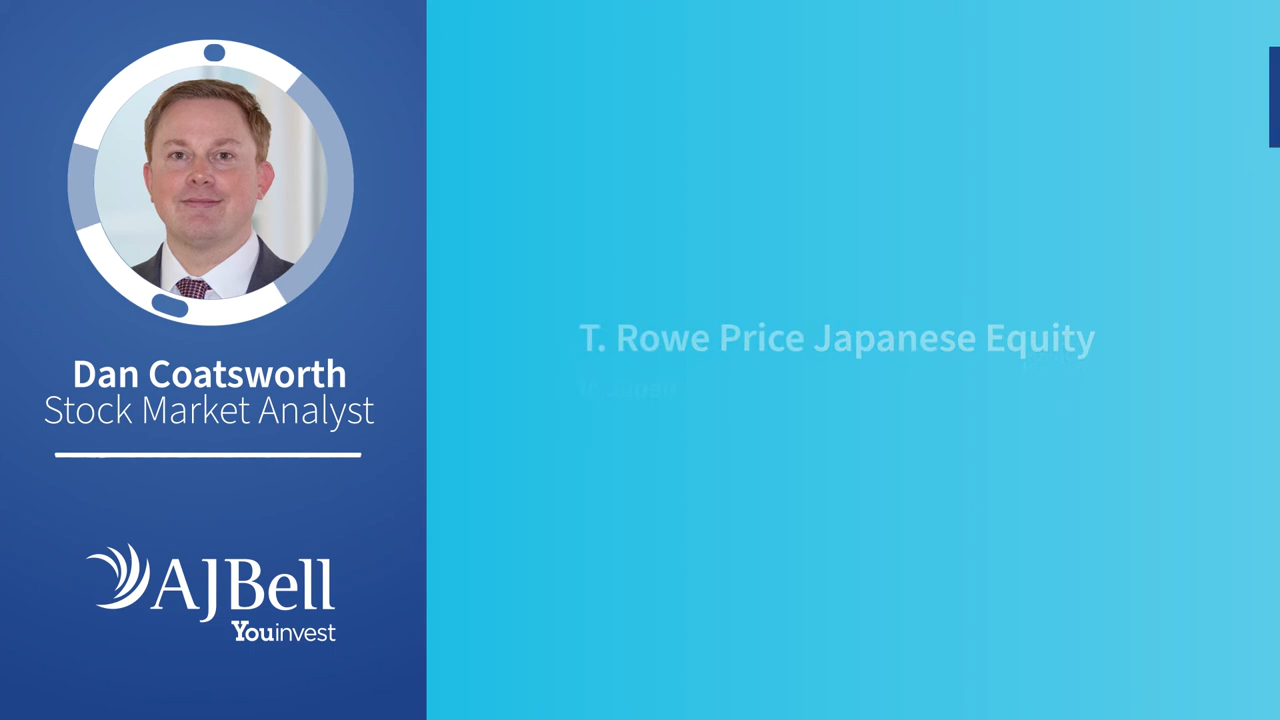 Dan Coatsworth
Stock Market Analyst
AJBell
Youinvest
T. Rowe Price Japanese Equity